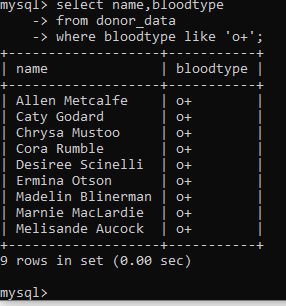 mysql> select name,bloodtype
    -> from donor_data
    -> where bloodtype like 'o+';
+-------------------+-----------+
| name              | bloodtype |
+-------------------+-----------+
| Allen Metcalfe    | o+        |
| Caty Godard       | o+        |
| Chrysa Mustoo     | o+        |
| Cora Rumble       | o+        |
| Desiree Scinelli  | o+        |
| Ermina Otson      | o+        |
| Madelin Blinerman | o+        |
| Marnie MacLardie  | o+        |
| Melisande Aucock  | o+        |
+-------------------+-----------+
9 rows in set (0.00 sec)

mysql>